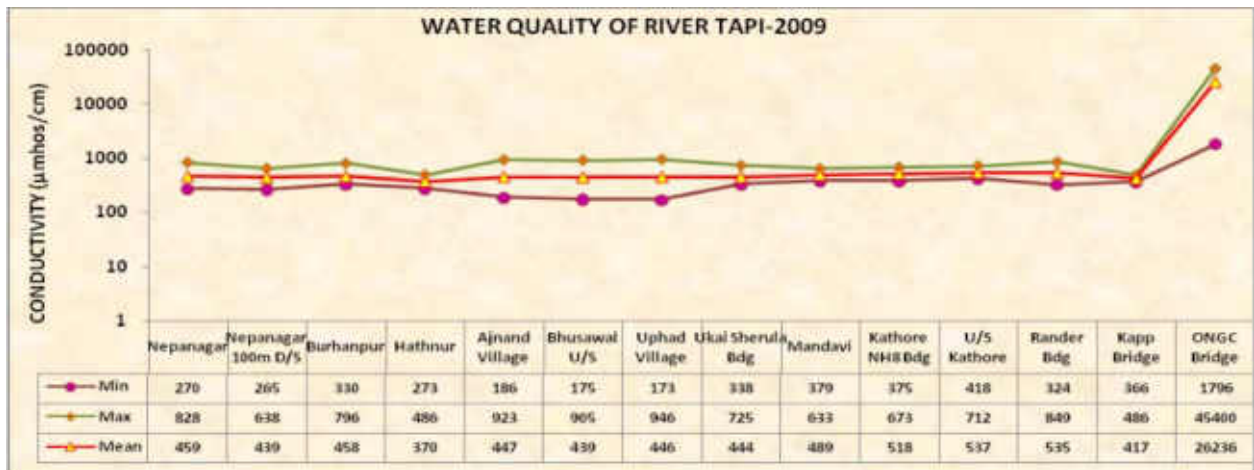 WATER QUALITY OF RIVER TAPI-2009
CONDUCTIVITY (µmhos/cm)
100000
10000
1000
100
10
1
Nepanagar Nepanagar 100m D/S Burhanpur Hathnur Ajnand Village Bhusawal U/S Uphad Village Ukai Sherula Bdg Mandavi Kathore NH8 Bdg U/S Kathore Rander Bdg Kapp Bridge ONGC Bridge
Min 270 265 330 273 186 175 173 338 379 375 418 324 366 1796
Max 828 638 796 486 923 905 946 725 633 673 712 849 486 45400
Mean 459 439 458 370 447 439 446 444 489 518 537 535 417 26236